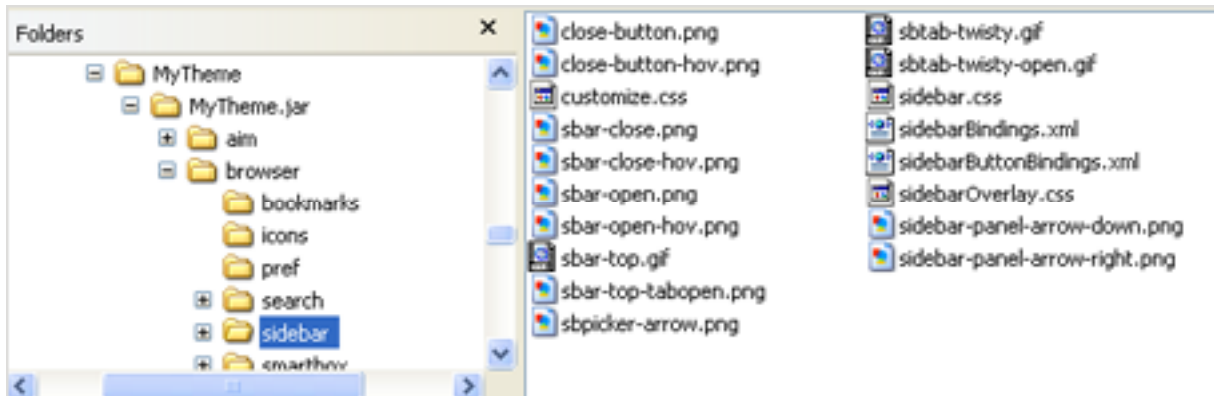 Folders
MyTheme
MyTheme.jar
aim
browser
bookmarks
icons
pref
search
sidebar
smartbox
close-button.png
close-button-hov.png
customize.css
sbar-close.png
sbar-close-hov.png
sbar-open.png
sbar-open-hov.png
sbar-top.gif
sbar-top-tabopen.png
sbpicker-arrow.png
sbtab-twisty.gif
sbtab-twisty-open.gif
sidebar.css
sidebarBindings.xml
sidebarButtonBindings.xml
sidebarOverlay.css
sidebar-panel-arrow-down.png
sidebar-panel-arrow-right.png